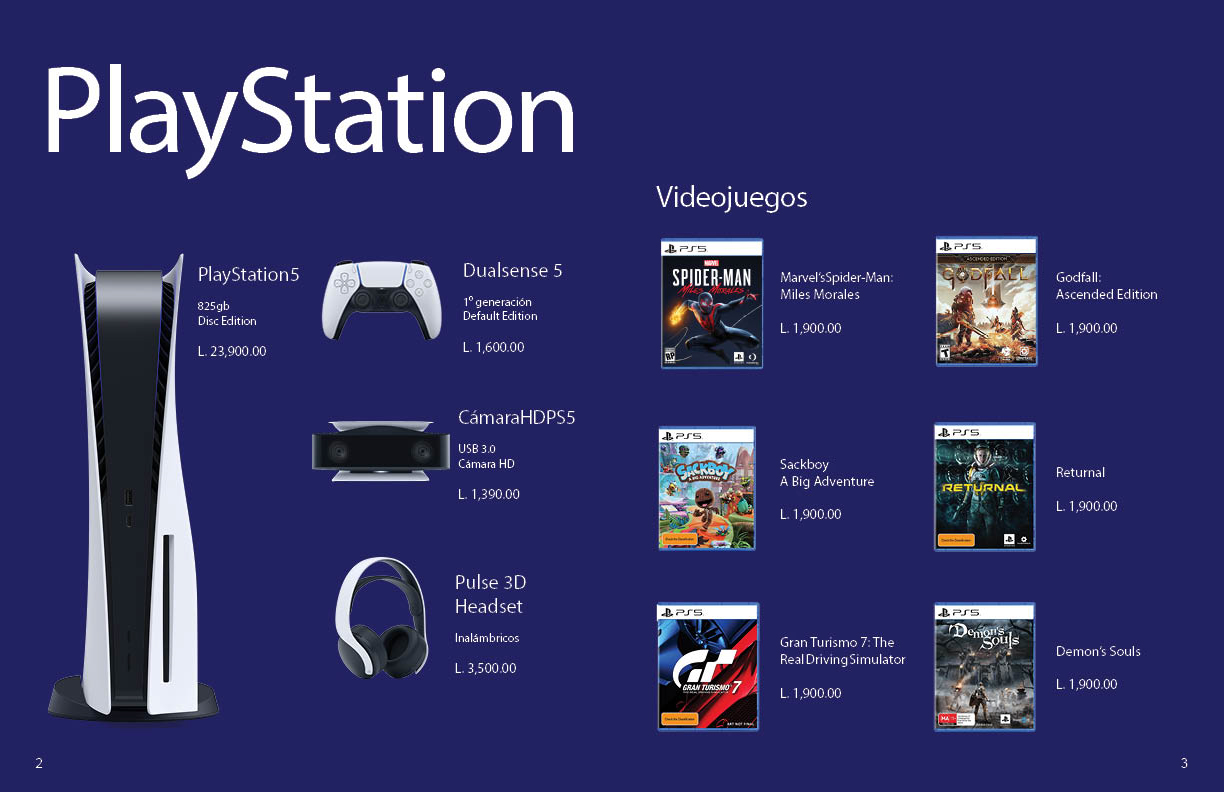 PlayStation
PlayStation5
825gb
Disc Edition
L. 23,900.00
Dualsense 5
1º generación
Default Edition
L. 1,600.00
CámaraHDPS5
USB 3.0
Cámara HD
L. 1,390.00
Pulse 3D
Headset
Inalámbricos
L. 3,500.00
2
Videojuegos
PS5
MARVEL
SPIDER-MAN
MILES MORALES
Marvel'sSpider-Man:
Miles Morales
L. 1,900.00
PS5
ASCENDED EDITION
GODFALL
Godfall:
Ascended Edition
L. 1,900.00
PS5
SACKBOY
A BIG ADVENTURE
Sackboy
A Big Adventure
L. 1,900.00
PS5
RETURNAL
Returnal
L. 1,900.00
PS5
GT
GRAN TURISMO 7
Gran Turismo 7: The
Real Driving Simulator
L. 1,900.00
PS5
Demon's
Souls
MA
Demon's Souls
L. 1,900.00
3